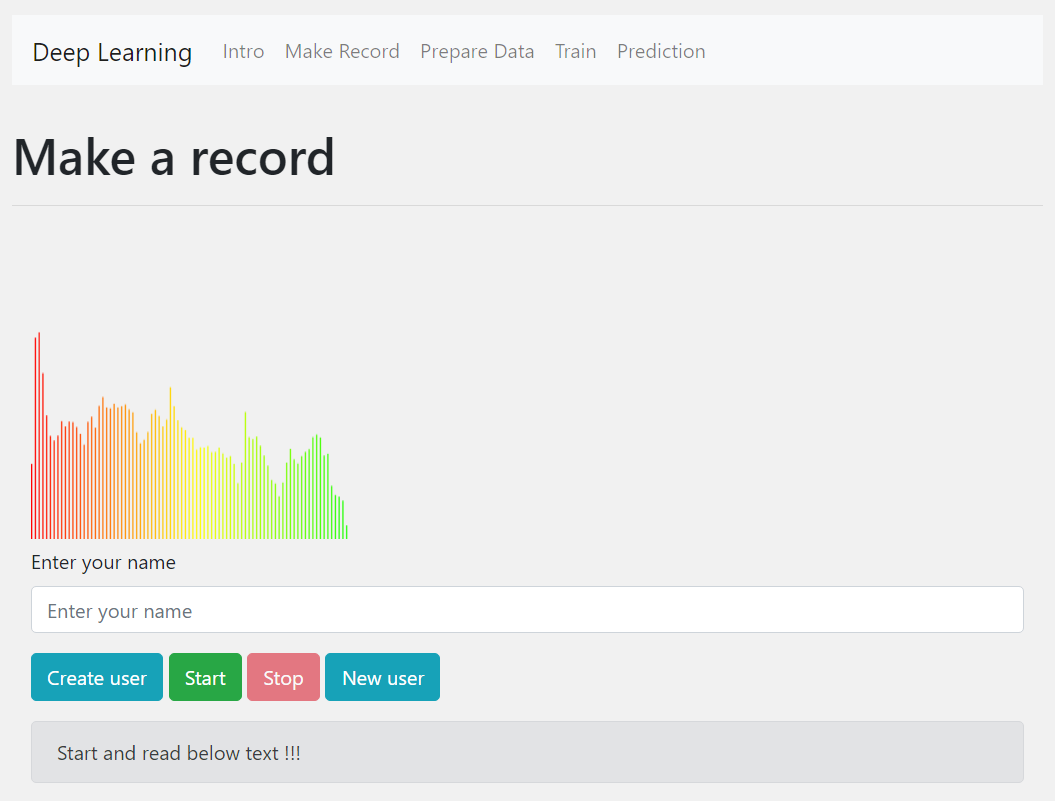 Deep Learning Intro Make Record Prepare Data Train Prediction
Make a record
Enter your name
Enter your name
Create user Start Stop New user
Start and read below text !!!